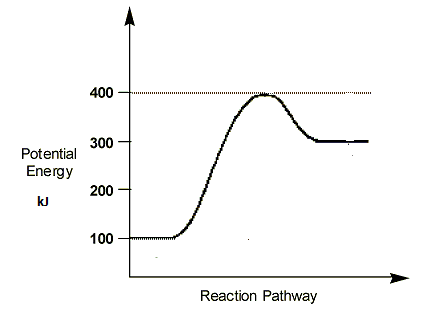 400
300
Potential
Energy
200
kJ
100
Reaction Pathway